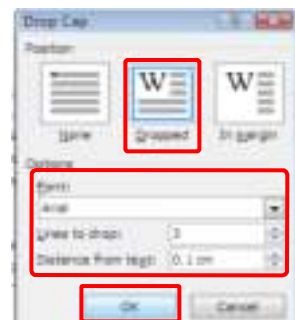 Drop Cap
Position
W W
None Dropped In margin
Options
Font:
Arial
Lines to drop: 3
Distance from text: 0.1 cm
OK Cancel